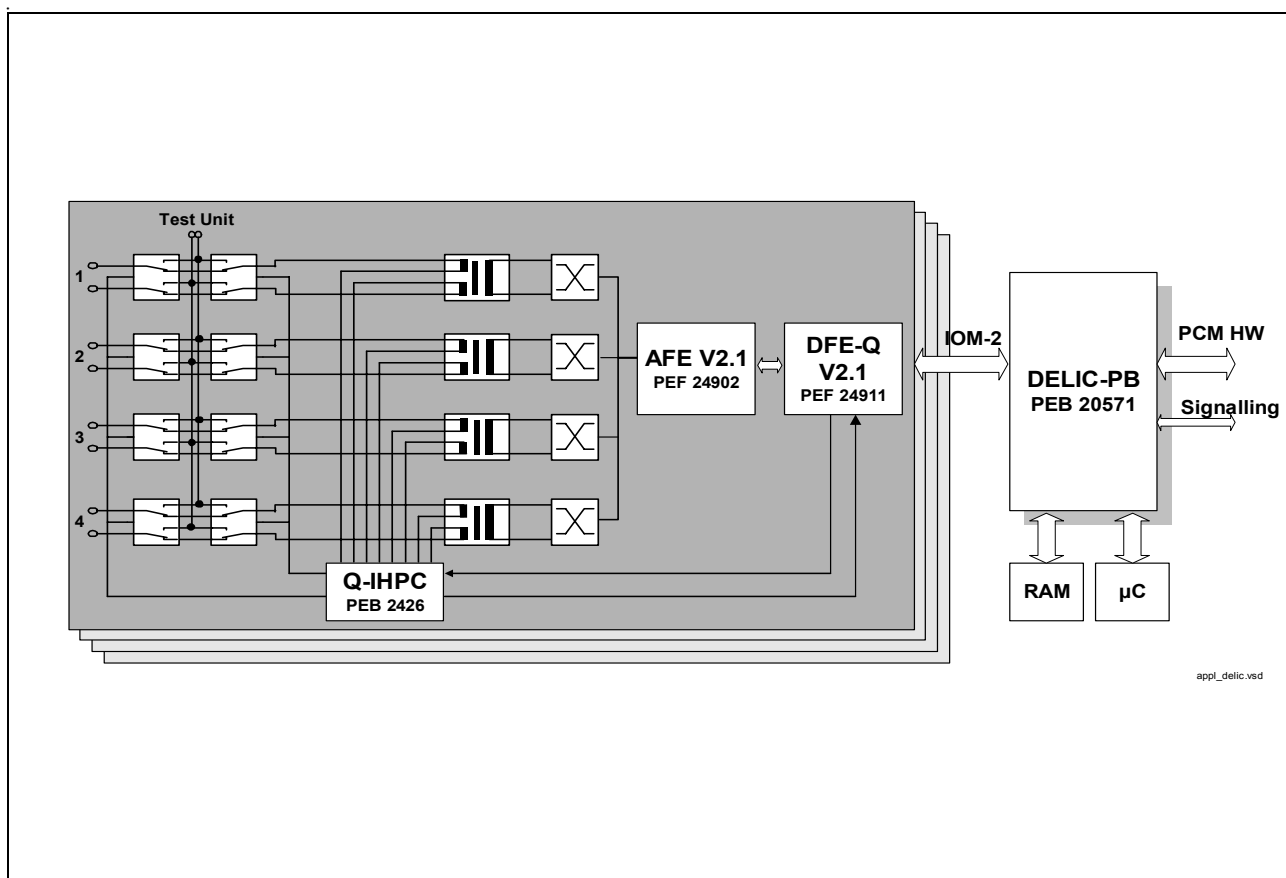 Test Unit
1
2
3
4
AFE V2.1
PEF 24902
DFE-Q
V2.1
PEF 24911
Q-IHPC
PEB 2426
IOM-2
DELIC-PB
PEB 20571
PCM HW
Signalling
RAM
µC
appl_delic.vsd